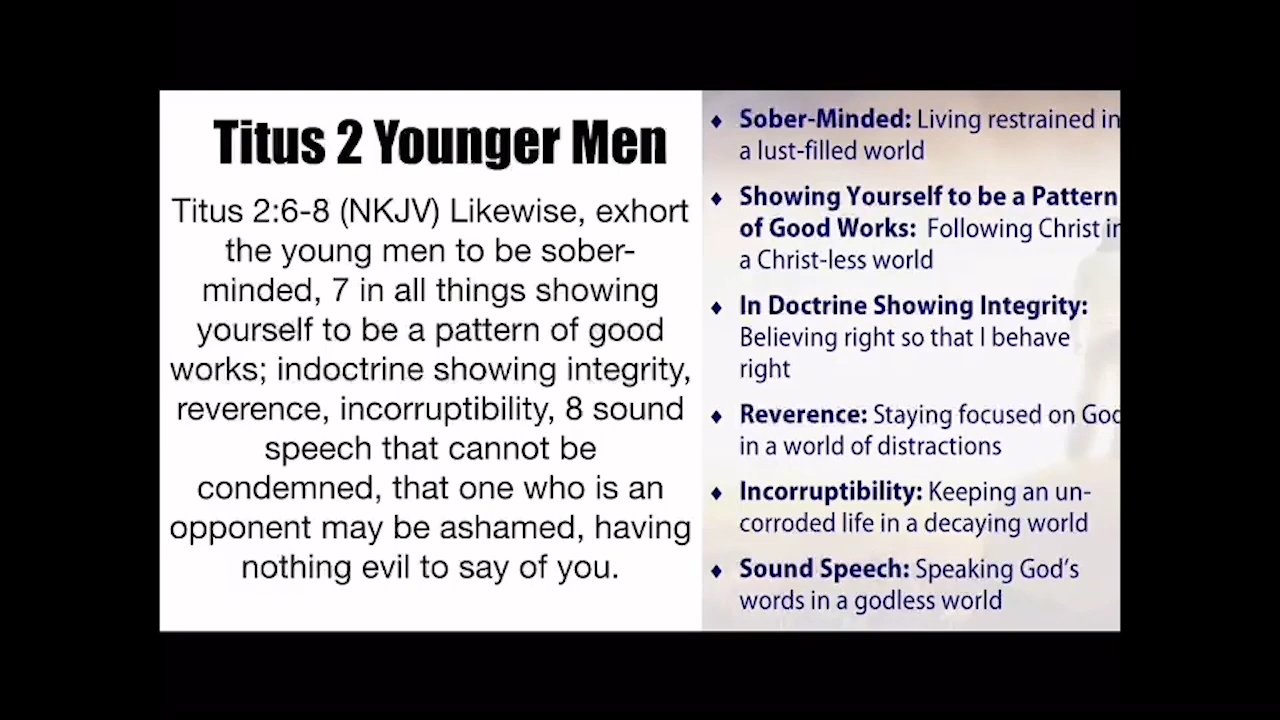 Titus 2 Younger Men
Titus 2:6-8 (NKJV) Likewise, exhort
the young men to be sober-
minded, 7 in all things showing
yourself to be a pattern of good
works; indoctrine showing integrity,
reverence, incorruptibility, 8 sound
speech that cannot be
condemned, that one who is an
opponent may be ashamed, having
nothing evil to say of you.
♦ Sober-Minded: Living restrained in
a lust-filled world
♦ Showing Yourself to be a Pattern
of Good Works: Following Christ in
a Christ-less world
♦ In Doctrine Showing Integrity:
Believing right so that I behave
right
♦ Reverence: Staying focused on God
in a world of distractions
♦ Incorruptibility: Keeping an un-
corroded life in a decaying world
♦ Sound Speech: Speaking God's
words in a godless world